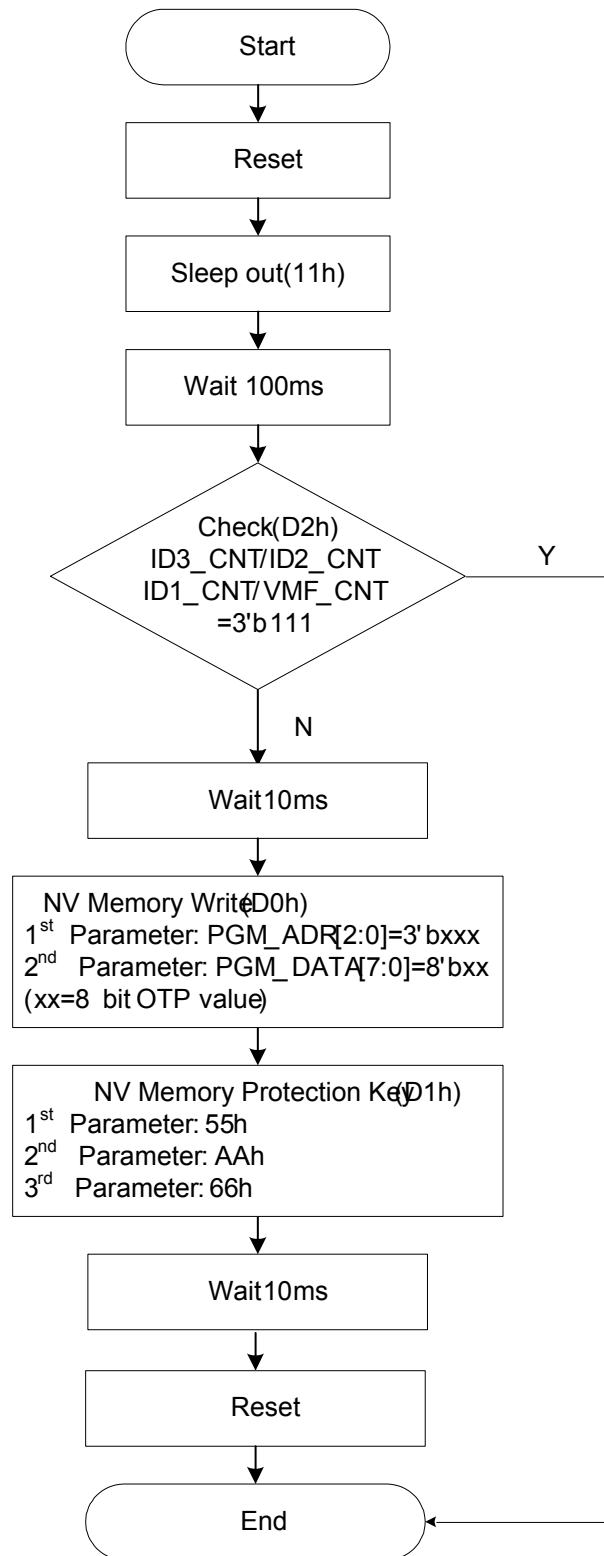 Start
Reset
Sleep out(11h)
Wait 100ms
Check(D2h)
ID3_CNT/ID2_CNT
ID1_CNT/VMF_CNT
=3'b111
Y
N
Wait10ms
NV Memory Write(D0h)
1st Parameter: PGM_ADR[2:0]=3'bxxx
2nd Parameter: PGM_DATA[7:0]=8'bxx
(xx=8 bit OTP value)
NV Memory Protection Key(D1h)
1st Parameter: 55h
2nd Parameter: AAh
3rd Parameter: 66h
Wait10ms
Reset
End